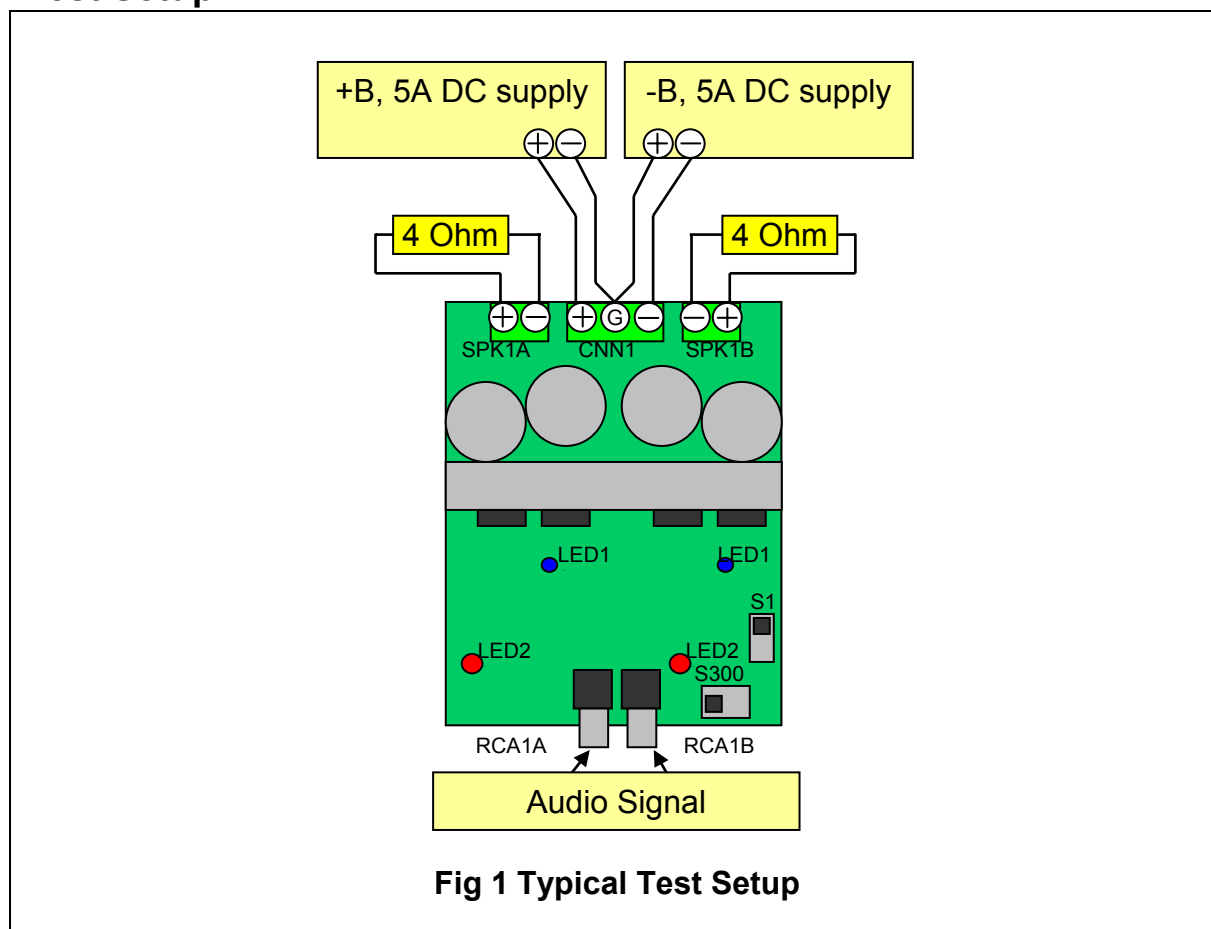 +B, 5A DC supply
-B, 5A DC supply
+ −
+ −
4 Ohm
4 Ohm
+ −
+ G −
− +
SPK1A
CNN1
SPK1B
LED1
LED1
S1
LED2
LED2
S300
RCA1A
RCA1B
Audio Signal
Fig 1 Typical Test Setup